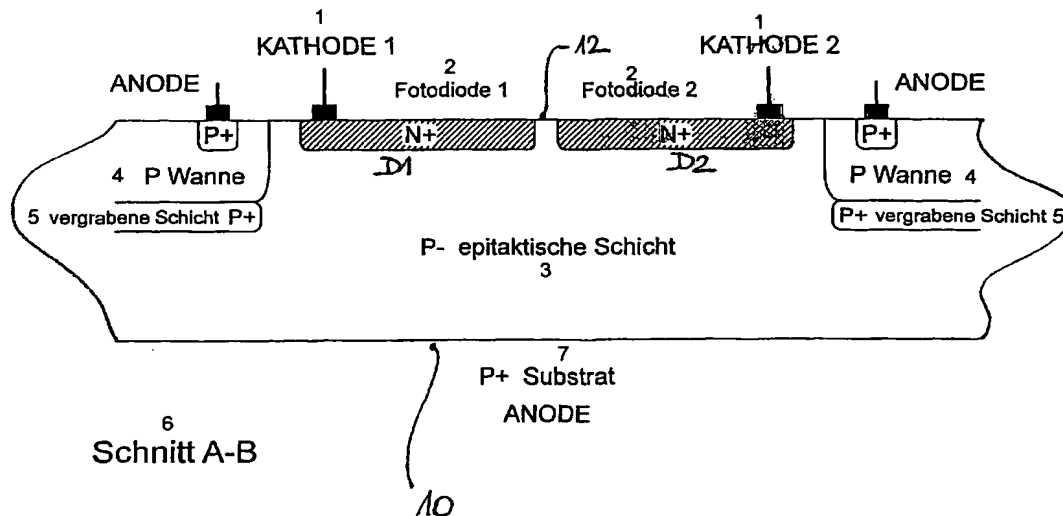 1
KATHODE 1
12
1
KATHODE 2
ANODE
2
Fotodiode 1
2
Fotodiode 2
ANODE
P+
N+
N+
P+
D1
D2
4 P Wanne
P Wanne 4
5 vergrabene Schicht P+
P+ vergrabene Schicht 5
P- epitaktische Schicht
3
7
P+ Substrat
ANODE
6
Schnitt A-B
10